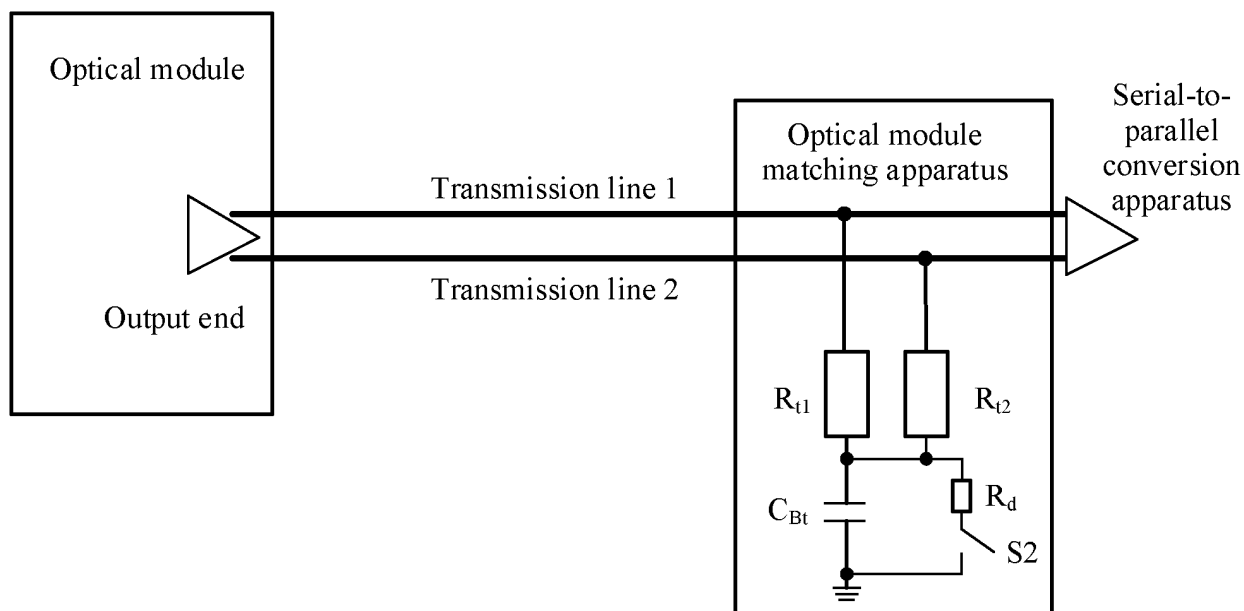 Optical module
Output end
Transmission line 1
Transmission line 2
Optical module
matching apparatus
Serial-to-
parallel
conversion
apparatus
Rt1
Rt2
CBt
Rd
S2